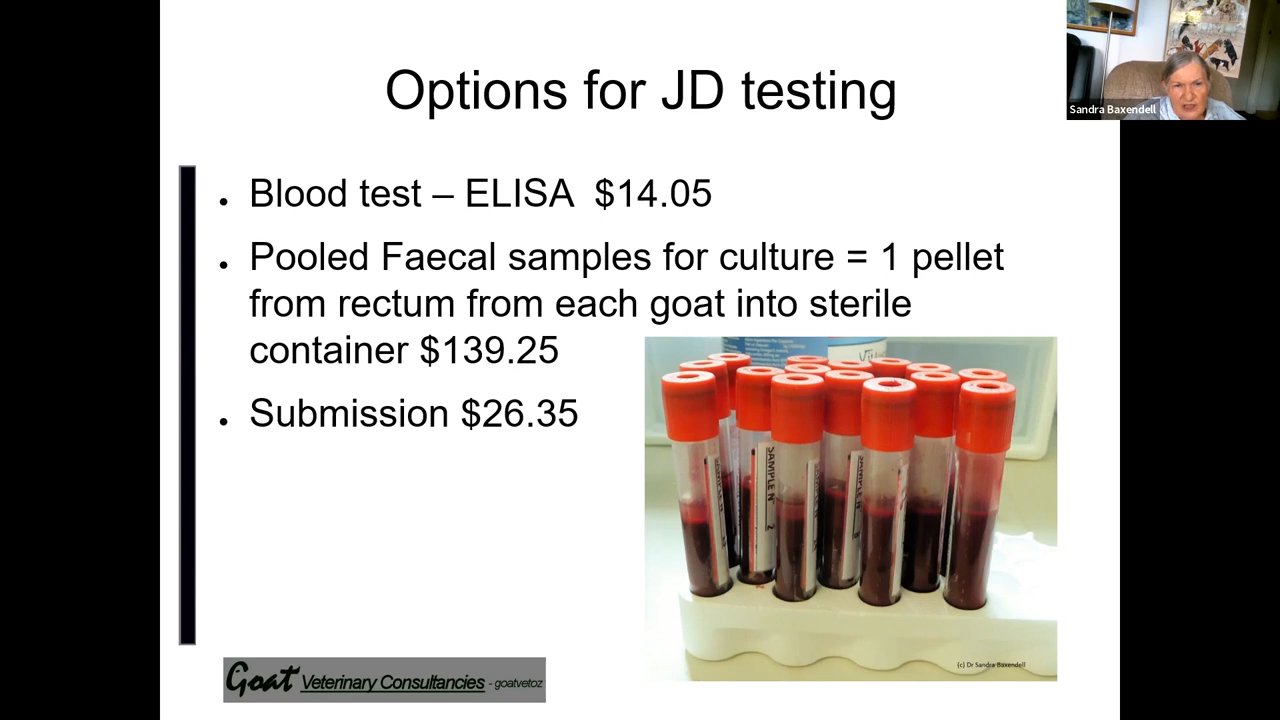 Options for JD testing
Sandra Baxendell
• Blood test – ELISA $14.05
• Pooled Faecal samples for culture = 1 pellet
from rectum from each goat into sterile
container $139.25
• Submission $26.35
SAMPLE N° 2
(c) Dr Sandra Baxendell
Goat Veterinary Consultancies - goatvetoz